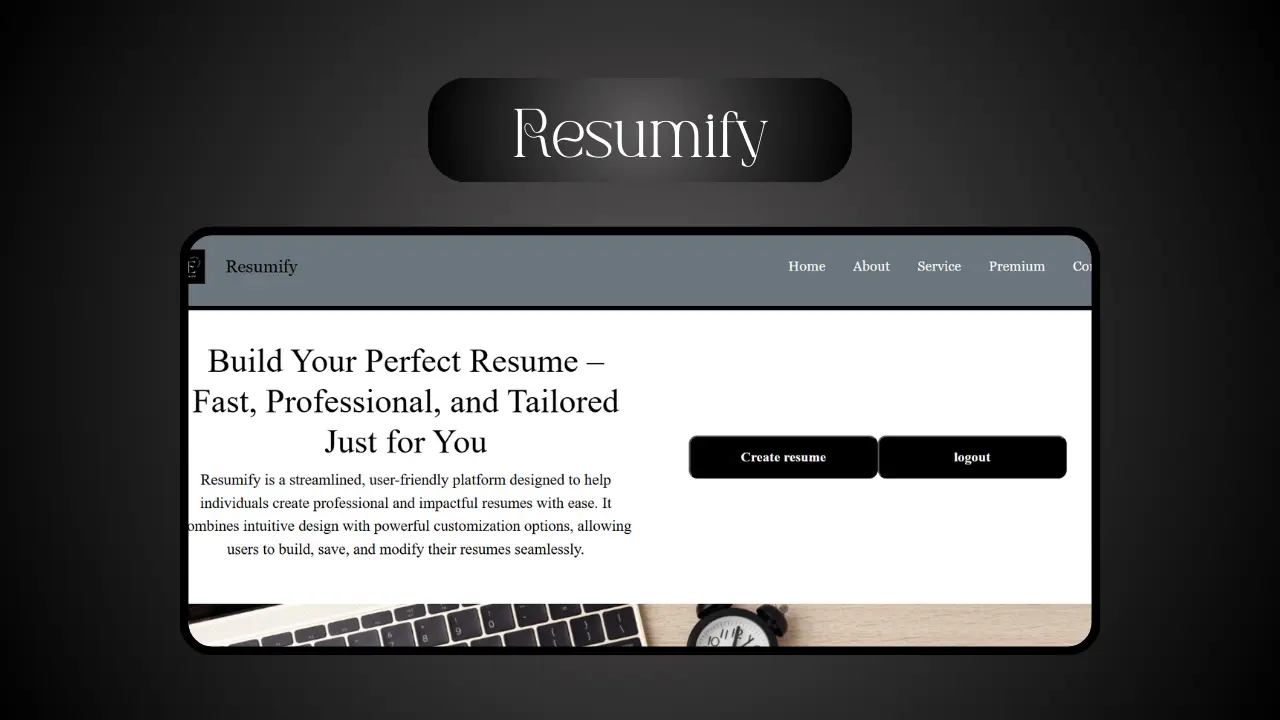 Resumify
Resumify Home About Service Premium Co
Build Your Perfect Resume –
Fast, Professional, and Tailored
Just for You
Resumify is a streamlined, user-friendly platform designed to help
individuals create professional and impactful resumes with ease. It
ombines intuitive design with powerful customization options, allowing
users to build, save, and modify their resumes seamlessly.
Create resume logout